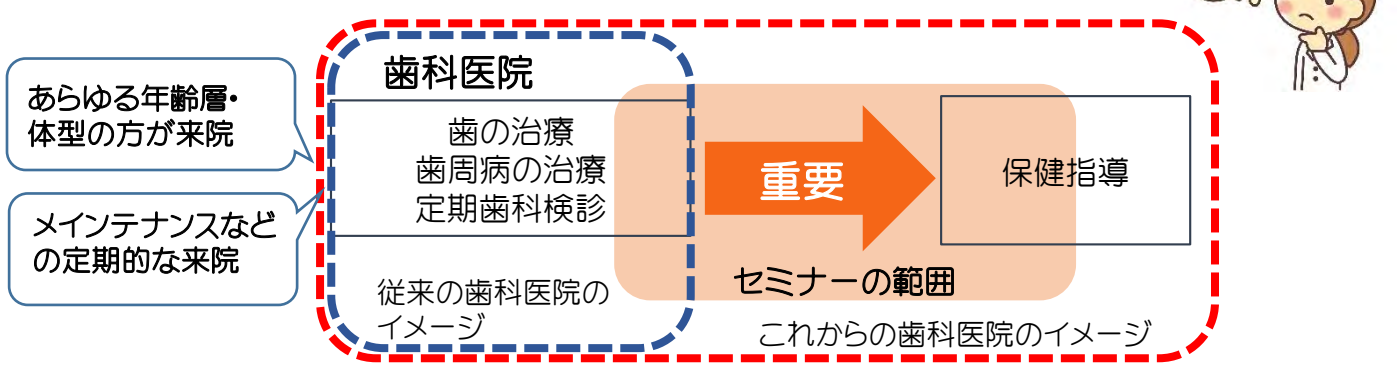 あらゆる年齢層・
体型の方が来院
メインテナンスなど
の定期的な来院
歯科医院
歯の治療
歯周病の治療
定期歯科検診
従来の歯科医院の
イメージ
重要
保健指導
セミナーの範囲
これからの歯科医院のイメージ